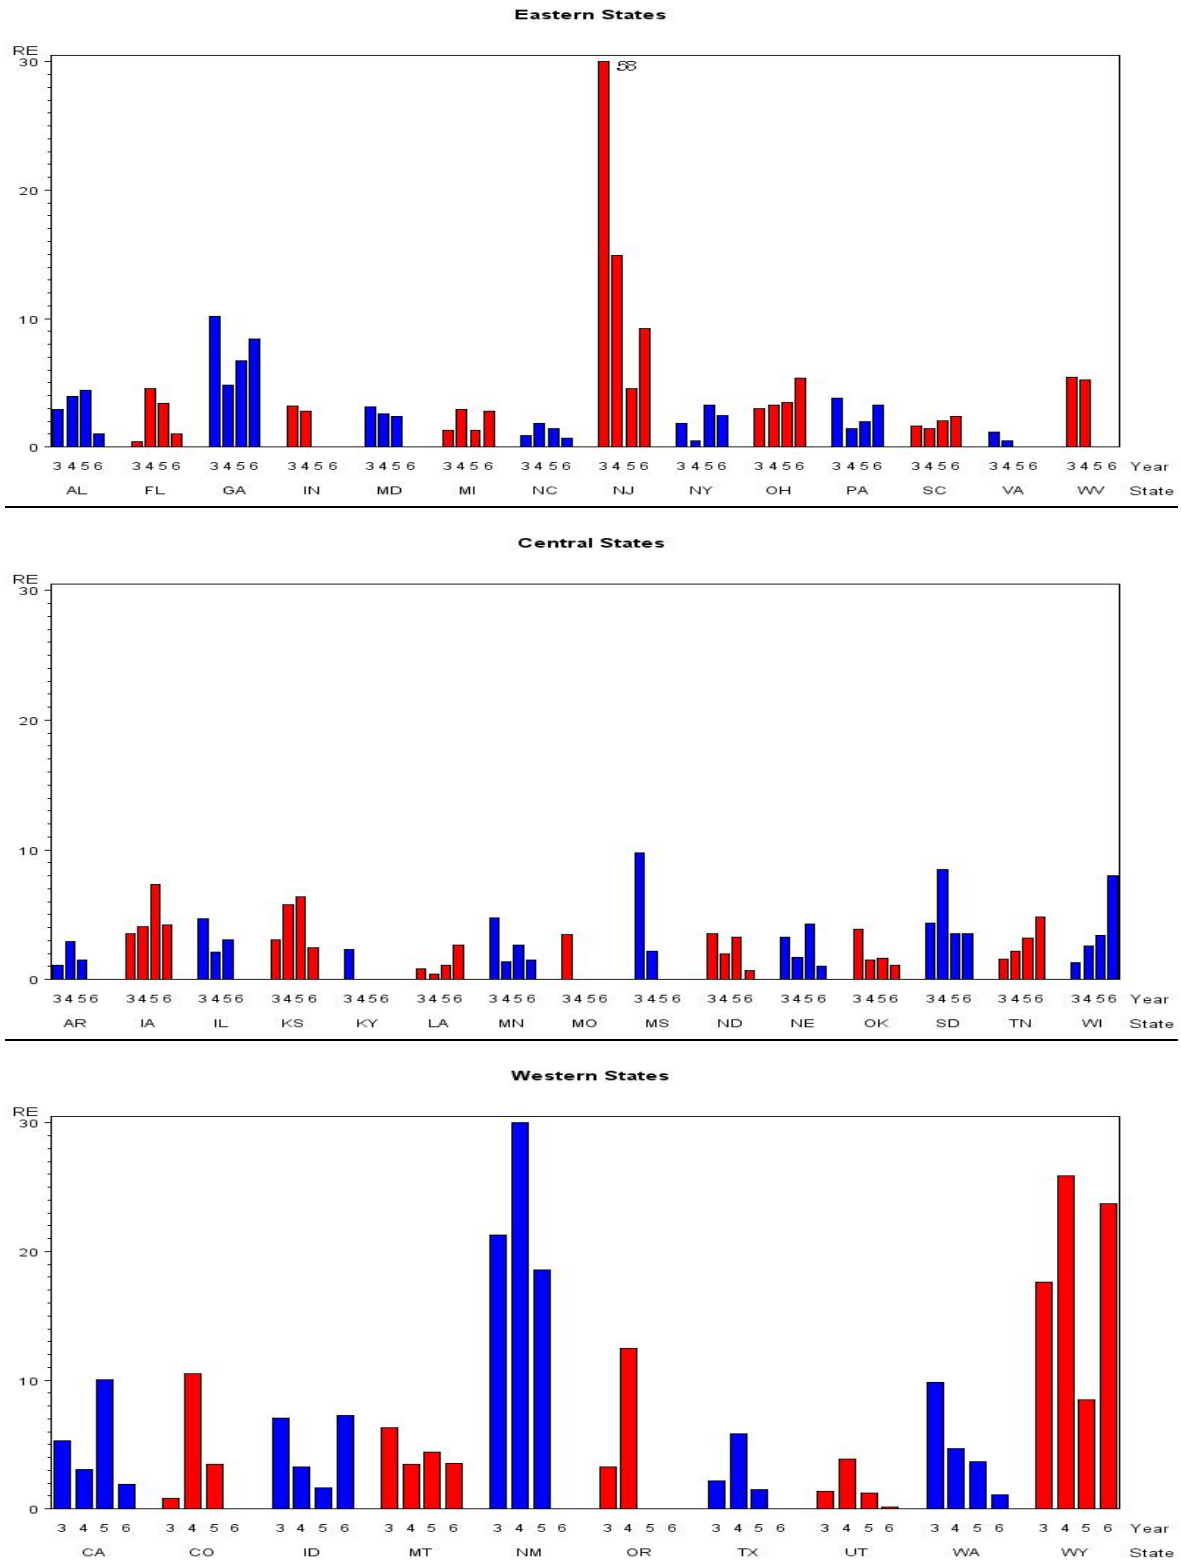 Eastern States
RE
30
58
20
10
0
3 4 5 6 3 4 5 6 3 4 5 6 3 4 5 6 3 4 5 6 3 4 5 6 3 4 5 6 3 4 5 6 3 4 5 6 3 4 5 6 3 4 5 6 3 4 5 6 3 4 5 6 3 4 5 6 Year
AL FL GA IN MD MI NC NJ NY OH PA SC VA WV State
Central States
RE
30
20
10
0
3 4 5 6 3 4 5 6 3 4 5 6 3 4 5 6 3 4 5 6 3 4 5 6 3 4 5 6 3 4 5 6 3 4 5 6 3 4 5 6 3 4 5 6 3 4 5 6 3 4 5 6 3 4 5 6 3 4 5 6 Year
AR IA IL KS KY LA MN MO MS ND NE OK SD TN WI State
Western States
RE
30
20
10
0
3 4 5 6 3 4 5 6 3 4 5 6 3 4 5 6 3 4 5 6 3 4 5 6 3 4 5 6 3 4 5 6 3 4 5 6 3 4 5 6 Year
CA CO ID MT NM OR TX UT WA WY State